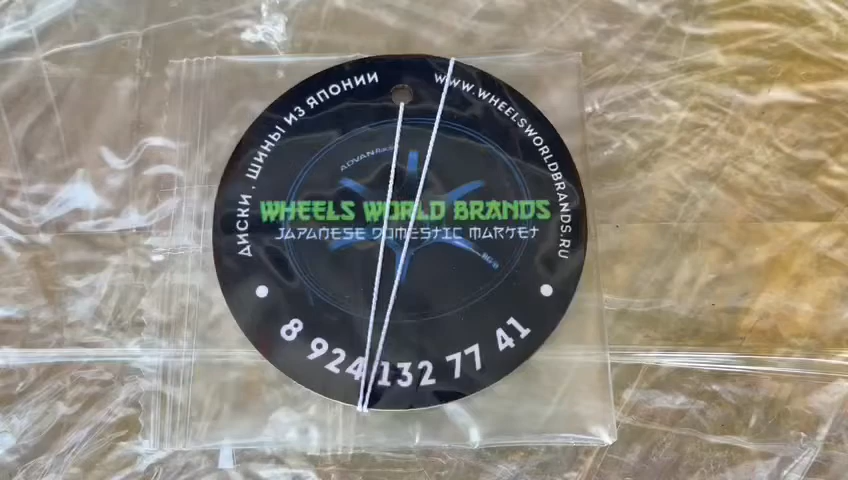 ДИСКИ, ШИНЫ ИЗ ЯПОНИИ
WWW.WHEELSWORLDBRANDS.RU
ADVAN
WHEELS WORLD BRANDS
JAPANESE DOMESTIC MARKET
8 924 132 77 41